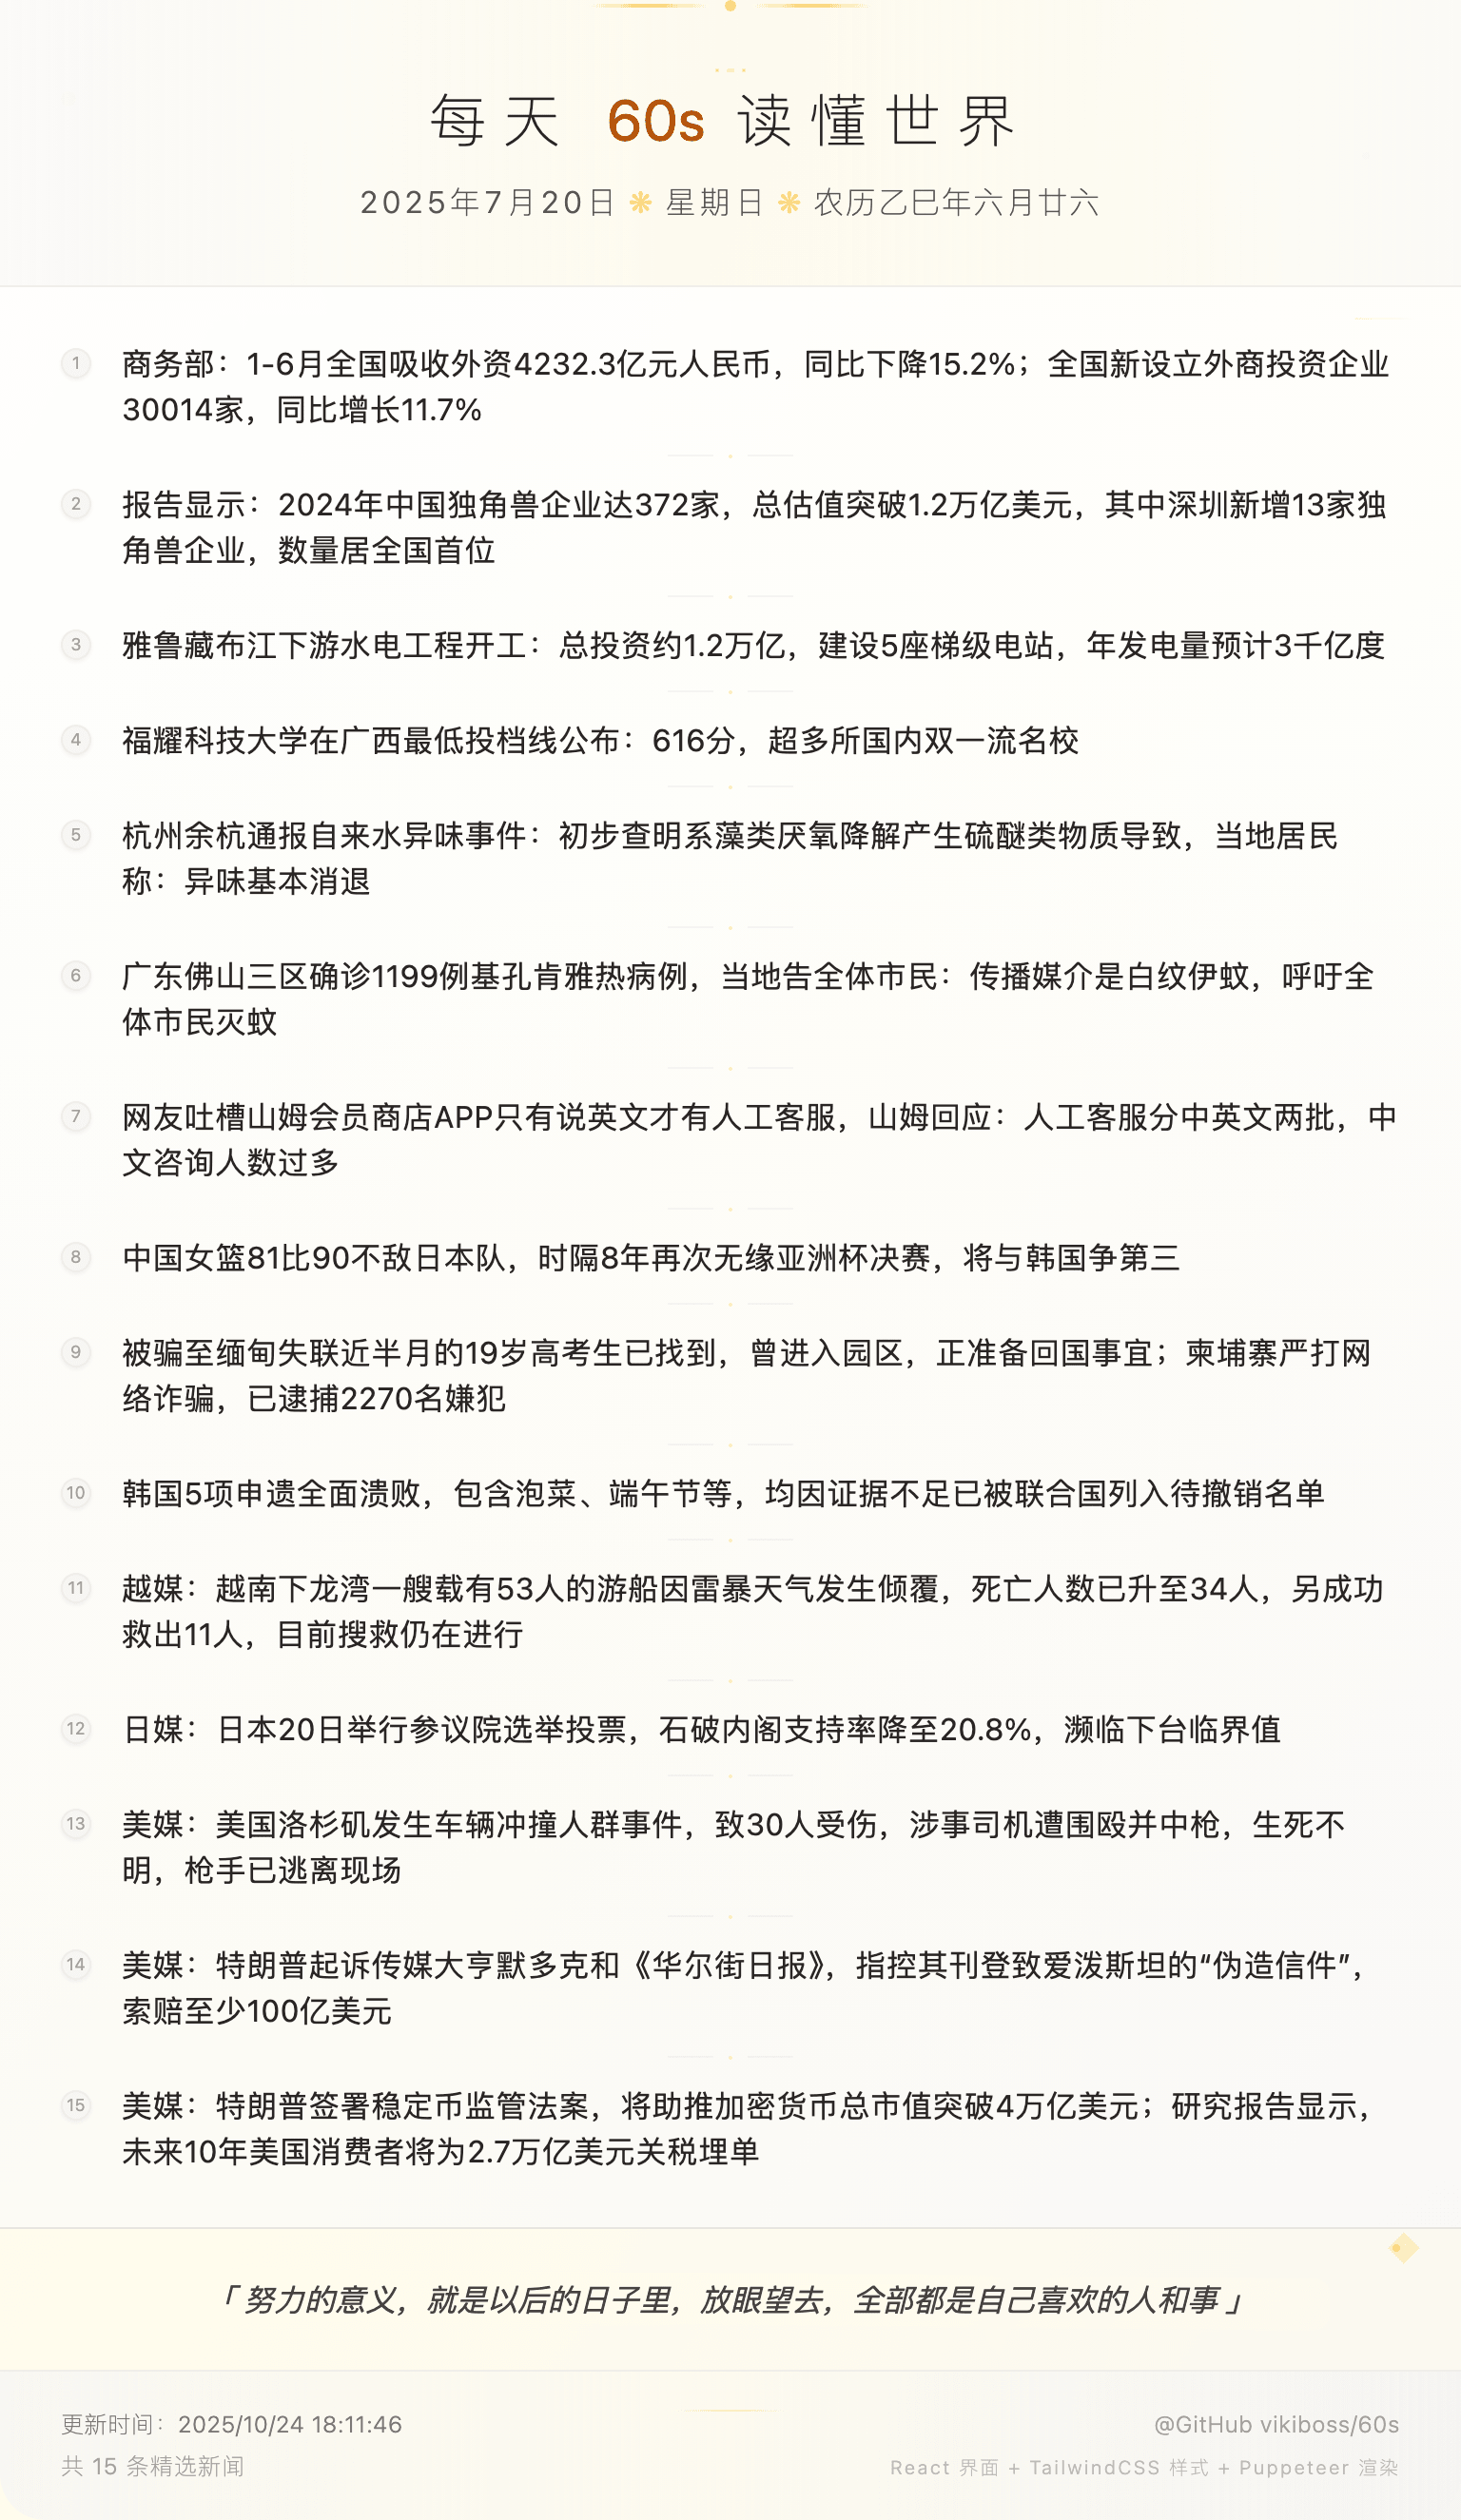 每天 60s 读懂世界
2025年7月20日 ❋ 星期日 ❋ 农历乙巳年六月廿六
1 商务部：1-6月全国吸收外资4232.3亿元人民币，同比下降15.2%；全国新设立外商投资企业
30014家，同比增长11.7%
2 报告显示：2024年中国独角兽企业达372家，总估值突破1.2万亿美元，其中深圳新增13家独
角兽企业，数量居全国首位
3 雅鲁藏布江下游水电工程开工：总投资约1.2万亿，建设5座梯级电站，年发电量预计3千亿度
4 福耀科技大学在广西最低投档线公布：616分，超多所国内双一流名校
5 杭州余杭通报自来水异味事件：初步查明系藻类厌氧降解产生硫醚类物质导致，当地居民
称：异味基本消退
6 广东佛山三区确诊1199例基孔肯雅热病例，当地告全体市民：传播媒介是白纹伊蚊，呼吁全
体市民灭蚊
7 网友吐槽山姆会员商店APP只有说英文才有人工客服，山姆回应：人工客服分中英文两批，中
文咨询人数过多
8 中国女篮81比90不敌日本队，时隔8年再次无缘亚洲杯决赛，将与韩国争第三
9 被骗至缅甸失联近半月的19岁高考生已找到，曾进入园区，正准备回国事宜；柬埔寨严打网
络诈骗，已逮捕2270名嫌犯
10 韩国5项申遗全面溃败，包含泡菜、端午节等，均因证据不足已被联合国列入待撤销名单
11 越媒：越南下龙湾一艘载有53人的游船因雷暴天气发生倾覆，死亡人数已升至34人，另成功
救出11人，目前搜救仍在进行
12 日媒：日本20日举行参议院选举投票，石破内阁支持率降至20.8%，濒临下台临界值
13 美媒：美国洛杉矶发生车辆冲撞人群事件，致30人受伤，涉事司机遭围殴并中枪，生死不
明，枪手已逃离现场
14 美媒：特朗普起诉传媒大亨默多克和《华尔街日报》，指控其刊登致爱泼斯坦的“伪造信件”，
索赔至少100亿美元
15 美媒：特朗普签署稳定币监管法案，将助推加密货币总市值突破4万亿美元；研究报告显示，
未来10年美国消费者将为2.7万亿美元关税埋单
「 努力的意义，就是以后的日子里，放眼望去，全部都是自己喜欢的人和事 」
更新时间：2025/10/24 18:11:46
@GitHub vikiboss/60s
共 15 条精选新闻
React 界面 + TailwindCSS 样式 + Puppeteer 渲染